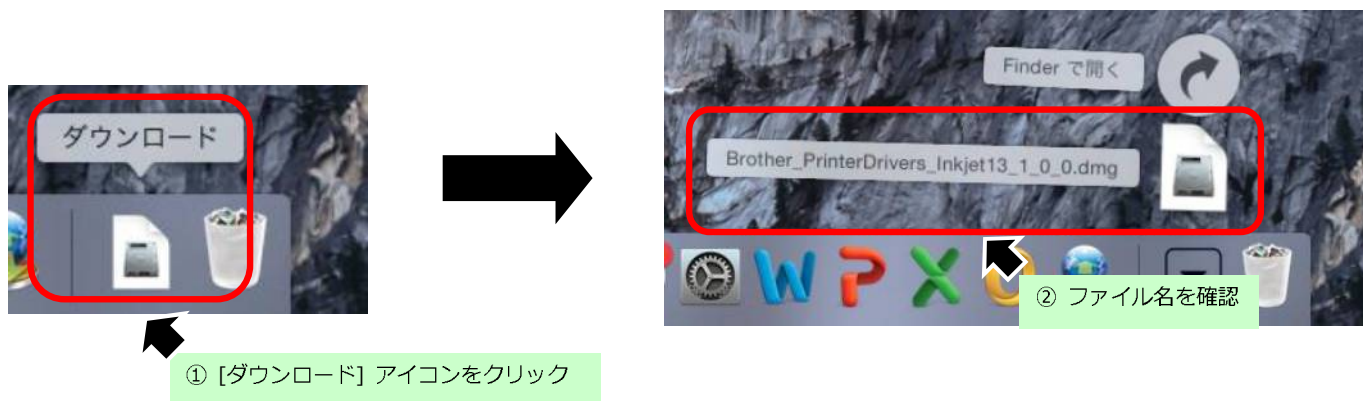 ダウンロード
① [ダウンロード] アイコンをクリック
Finder で開く
Brother_PrinterDrivers_Inkjet13_1_0_0.dmg
② ファイル名を確認